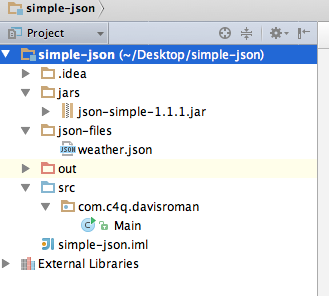 simple-json
Project
simple-json (~/Desktop/simple-json)
.idea
jars
json-simple-1.1.1.jar
json-files
JSON weather.json
out
src
com.c4q.davisroman
C Main
simple-json.iml
External Libraries